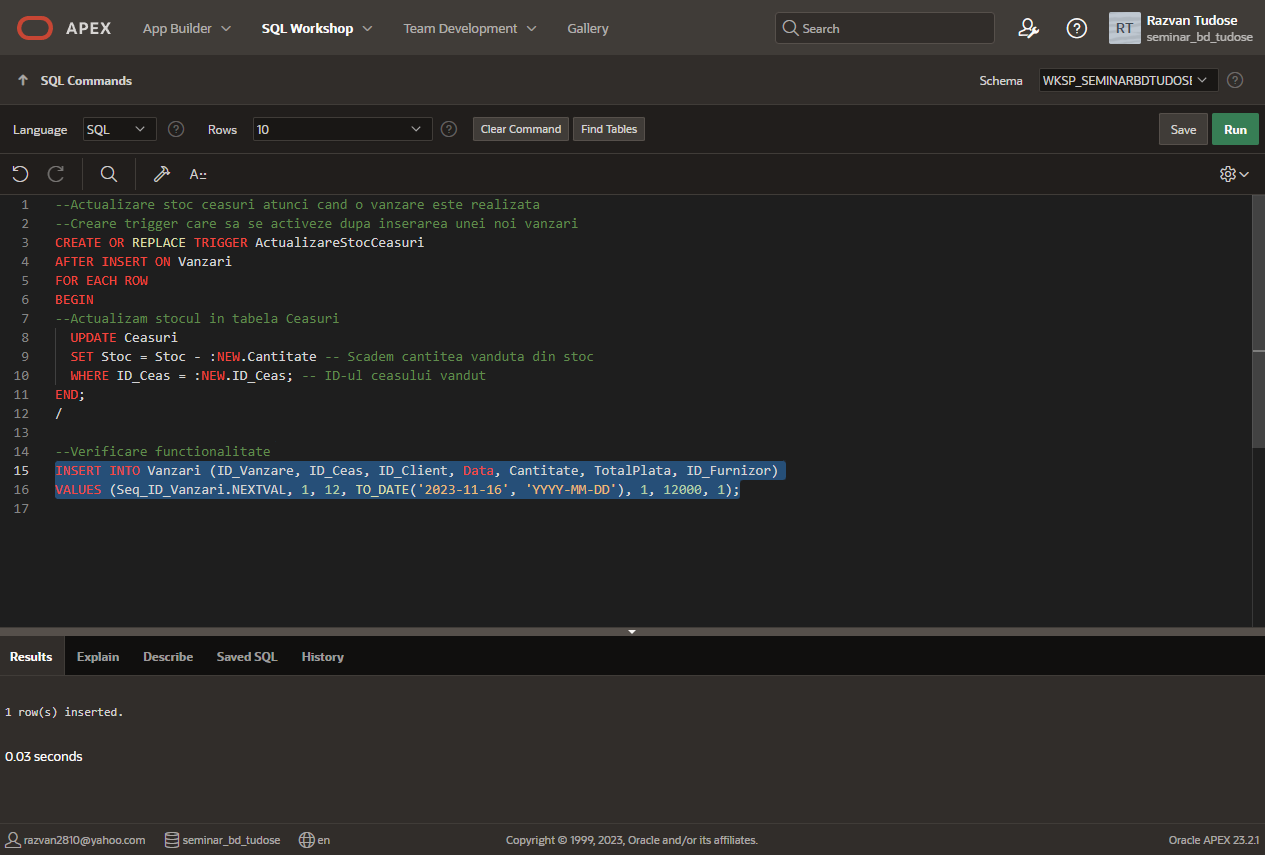 APEX App Builder SQL Workshop Team Development Gallery Search RT Razvan Tudose
seminar_bd_tudose
SQL Commands Schema WKSP_SEMINARBDTUDOSE
Language SQL Rows 10 Clear Command Find Tables Save Run
A::
1 --Actualizare stoc ceasuri atunci cand o vanzare este realizata
2 --Creare trigger care sa se activeze dupa inserarea unei noi vanzari
3 CREATE OR REPLACE TRIGGER ActualizareStocCeasuri
4 AFTER INSERT ON Vanzari
5 FOR EACH ROW
6 BEGIN
7 --Actualizam stocul in tabela Ceasuri
8 UPDATE Ceasuri
9 SET Stoc = Stoc - :NEW.Cantitate -- Scadem cantitea vanduta din stoc
10 WHERE ID_Ceas = :NEW.ID_Ceas; -- ID-ul ceasului vandut
11 END;
12 /
13
14 --Verificare functionalitate
15 INSERT INTO Vanzari (ID_Vanzare, ID_Ceas, ID_Client, Data, Cantitate, TotalPlata, ID_Furnizor)
16 VALUES (Seq_ID_Vanzari.NEXTVAL, 1, 12, TO_DATE('2023-11-16', 'YYYY-MM-DD'), 1, 12000, 1);
17
Results Explain Describe Saved SQL History
1 row(s) inserted.
0.03 seconds
razvan2810@yahoo.com seminar_bd_tudose en Copyright © 1999, 2023, Oracle and/or its affiliates. Oracle APEX 23.2.1